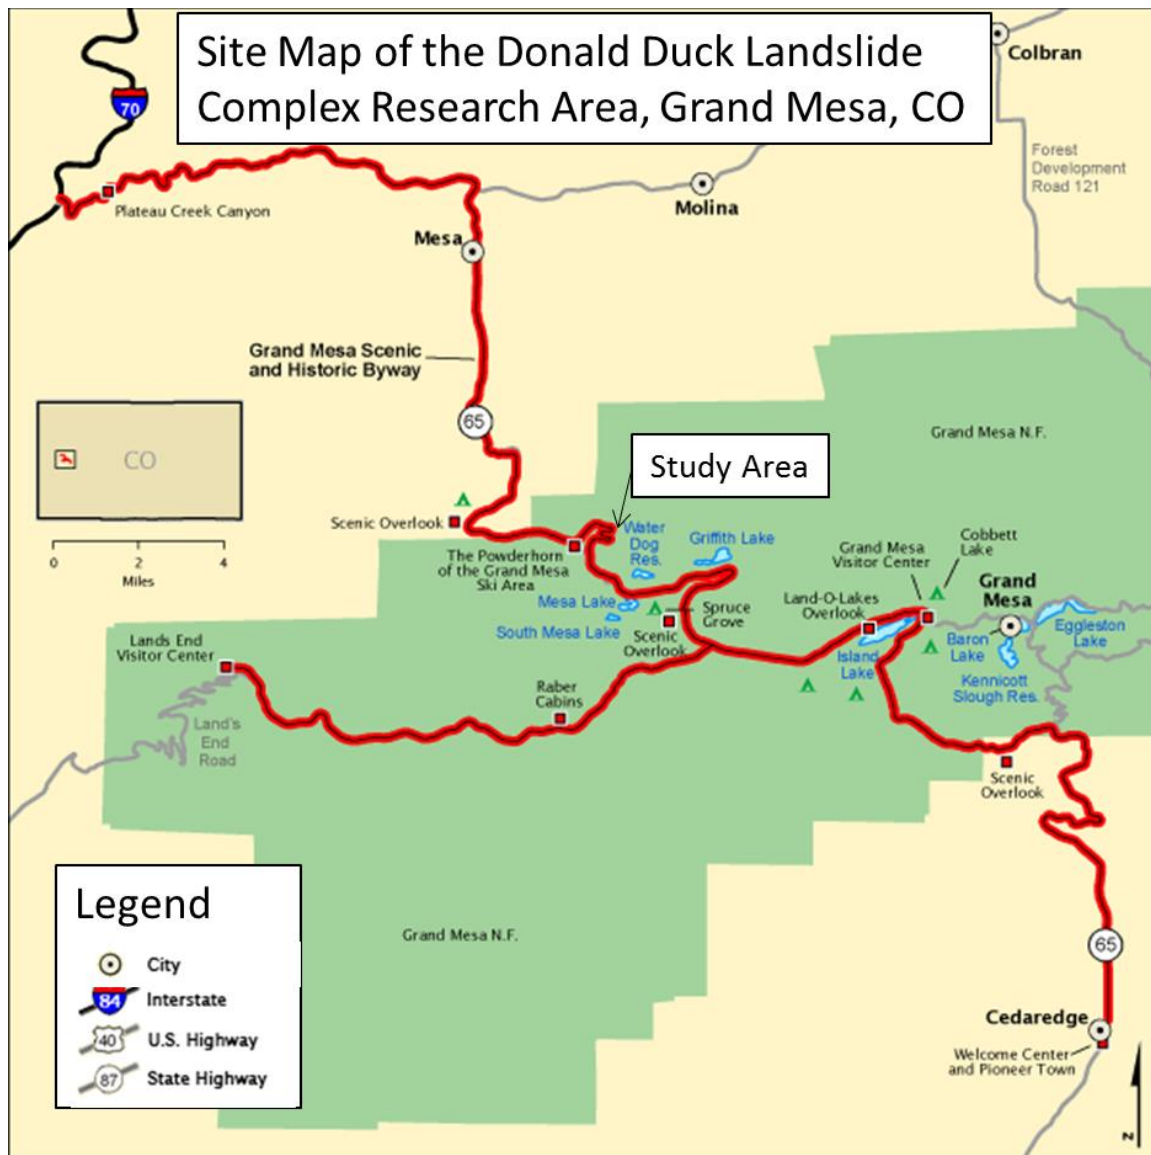 Site Map of the Donald Duck Landslide
Complex Research Area, Grand Mesa, CO
Colbran
70
Forest
Development
Road 121
Plateau Creek Canyon
Molina
Mesa
Grand Mesa Scenic
and Historic Byway
65
CO
Grand Mesa N.F.
Study Area
Scenic Overlook
0
2
4
Miles
The Powderhorn
of the Grand Mesa
Ski Area
Water
Dog
Res.
Griffith Lake
Grand Mesa
Visitor Center
Cobbett
Lake
Grand
Mesa
Mesa Lake
South Mesa Lake
Spruce
Grove
Scenic
Overlook
Land-O-Lakes
Overlook
Island
Lake
Baron
Lake
Eggleston
Lake
Kennicott
Slough Res.
Lands End
Visitor Center
Land's
End
Road
Raber
Cabins
Scenic
Overlook
Grand Mesa N.F.
65
Cedaredge
Welcome Center
and Pioneer Town
N
Legend
City
84
Interstate
40
U.S. Highway
87
State Highway